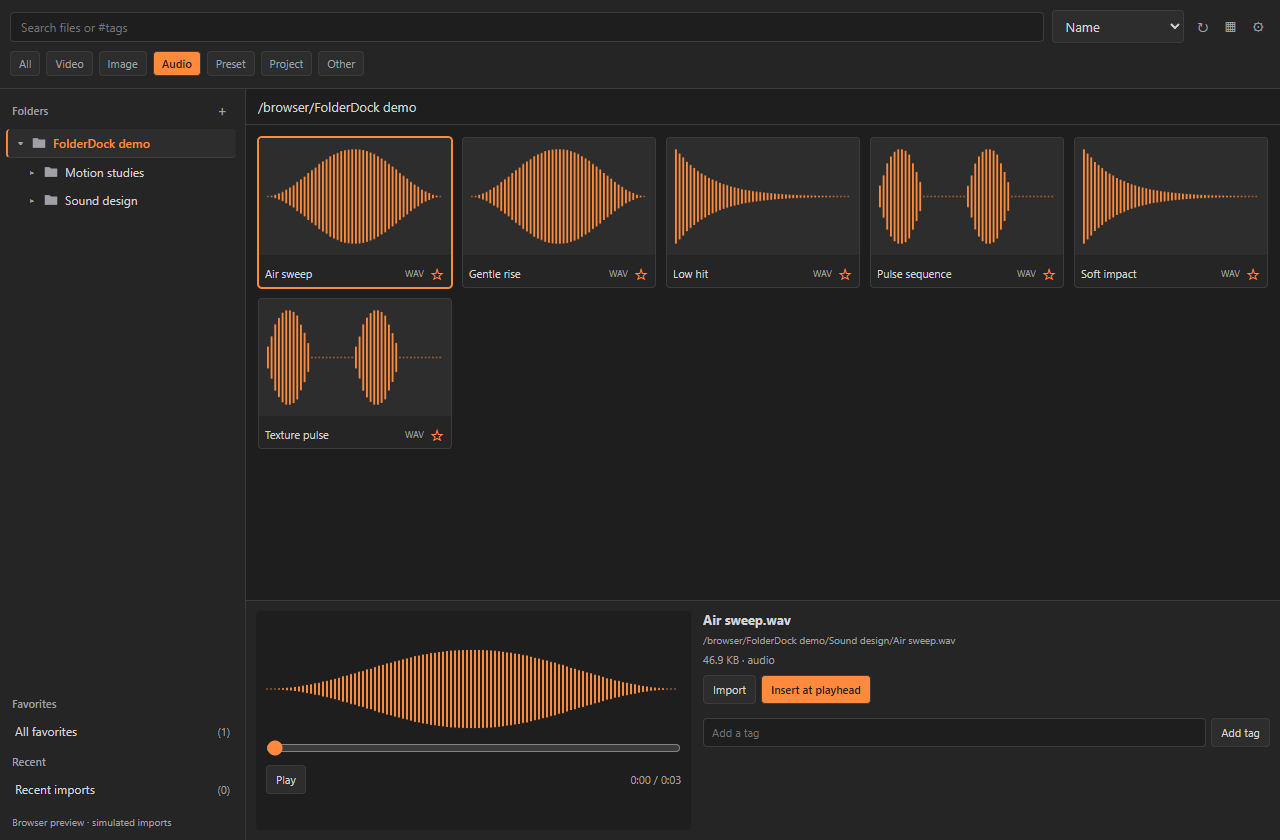 Search files or #tags
Name
All Video Image Audio Preset Project Other
Folders +
FolderDock demo
Motion studies
Sound design
/browser/FolderDock demo
Air sweep WAV
Gentle rise WAV
Low hit WAV
Pulse sequence WAV
Soft impact WAV
Texture pulse WAV
Favorites
All favorites (1)
Recent
Recent imports (0)
Browser preview · simulated imports
Play 0:00 / 0:03
Air sweep.wav
/browser/FolderDock demo/Sound design/Air sweep.wav
46.9 KB · audio
Import Insert at playhead
Add a tag Add tag